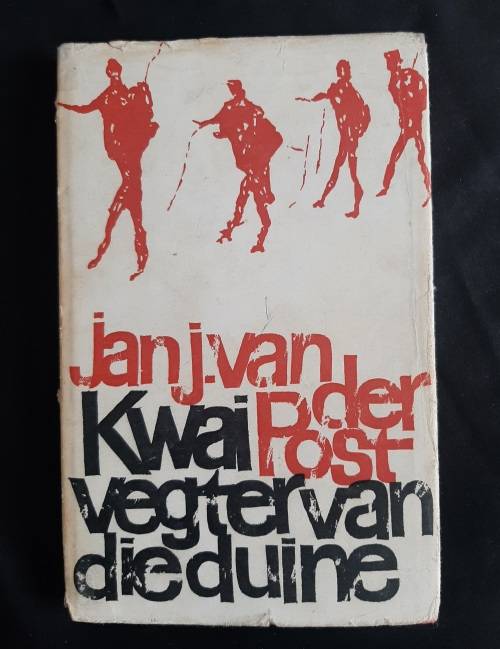 jan j. van
der
Post
Kwai
vegter van
die duine